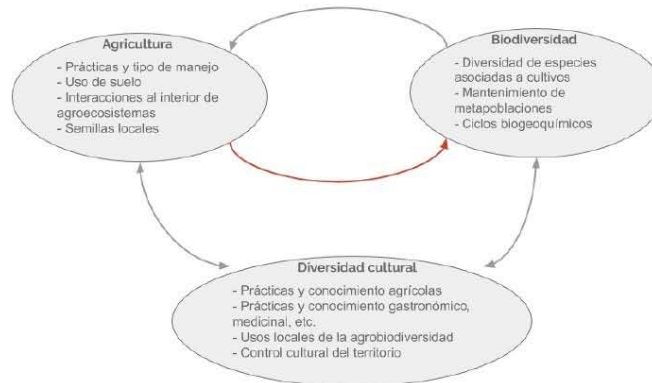 Agricultura
- Prácticas y tipo de manejo
- Uso de suelo
- Interacciones al interior de
agroecosistemas
- Semillas locales
Biodiversidad
- Diversidad de especies
asociadas a cultivos
- Mantenimiento de
metapoblaciones
- Ciclos biogeoquímicos
Diversidad cultural
- Prácticas y conocimiento agrícolas
- Prácticas y conocimiento gastronómico,
medicinal, etc.
- Usos locales de la agrobiodiversidad
- Control cultural del territorio